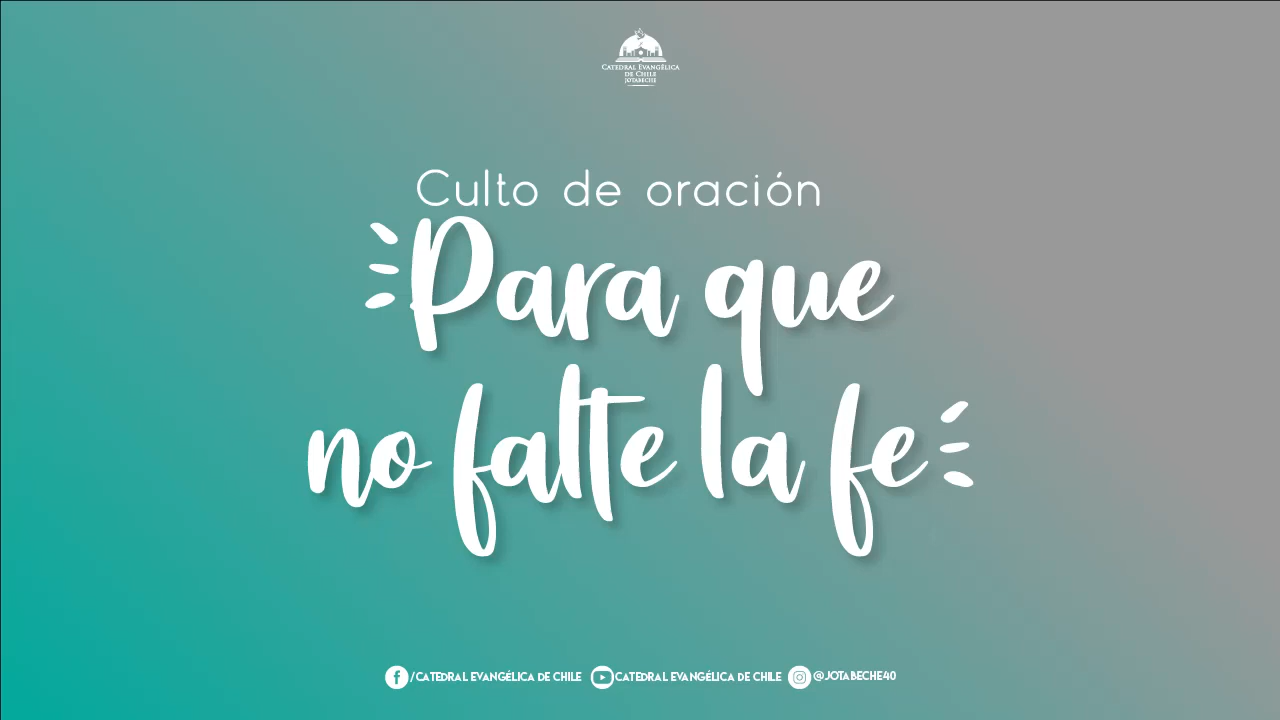 CATEDRAL EVANGÉLICA
DE CHILE
JOTABECHE
Culto de oración
Para que
no falte la fe
/CATEDRAL EVANGÉLICA DE CHILE CATEDRAL EVANGÉLICA DE CHILE @JOTABECHE40